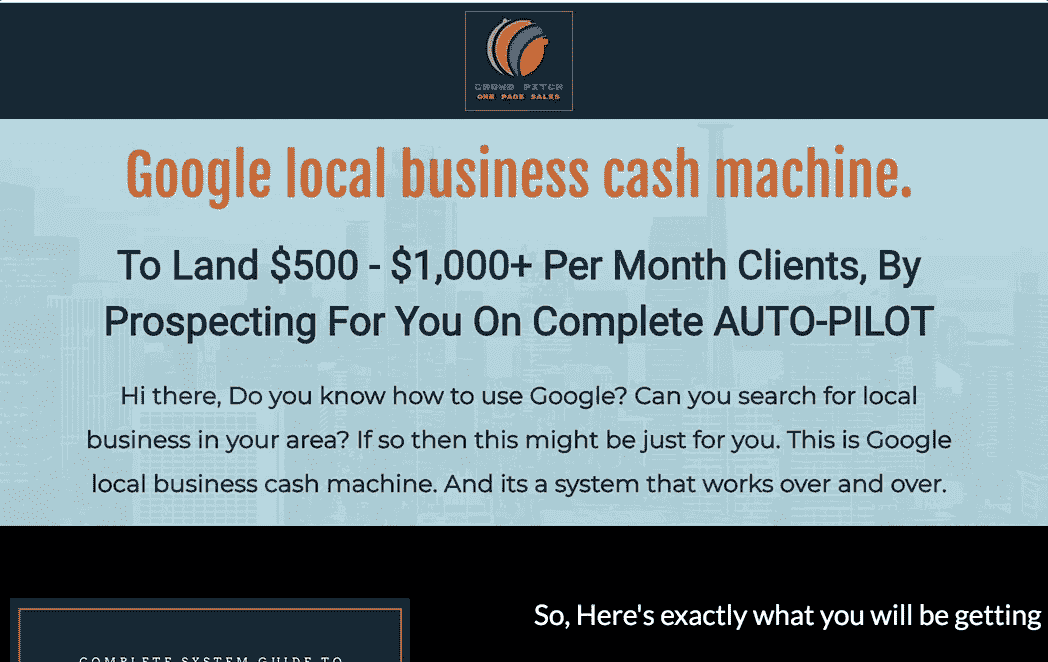 CROWD PITCH
ONE PAGE SALES
Google local business cash machine.
To Land $500 - $1,000+ Per Month Clients, By
Prospecting For You On Complete AUTO-PILOT
Hi there, Do you know how to use Google? Can you search for local
business in your area? If so then this might be just for you. This is Google
local business cash machine. And its a system that works over and over.
So, Here's exactly what you will be getting
COMPLETE SYSTEM GUIDE TO